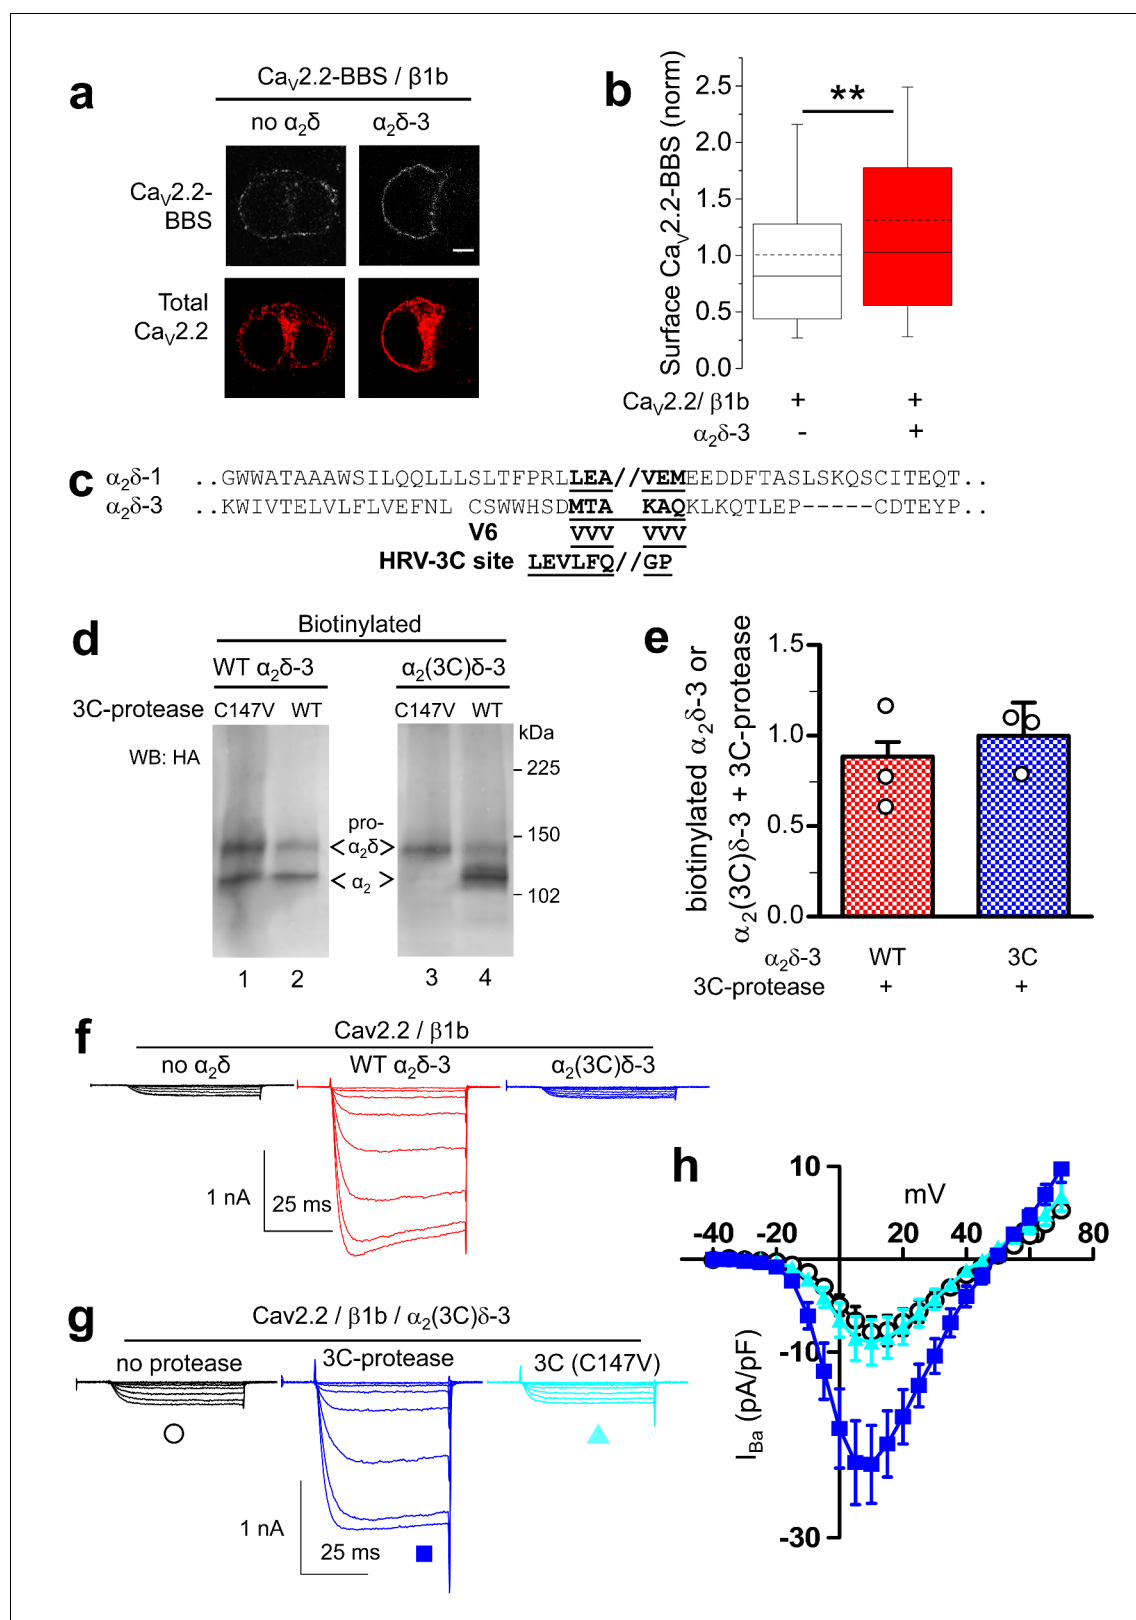 a
Ca_V2.2-BBS / β1b
no α₂δ
α₂δ-3
Ca_V2.2-
BBS
Total
Ca_V2.2
b
Surface Ca_V2.2-BBS (norm)
2.5
2.0
1.5
1.0
0.5
0.0
**
Ca_V2.2/ β1b + +
α₂δ-3 - +
c
α₂δ-1 ..GWWATAAAWSILQQLLLSLTFPRLLEA//VEMEEDDFTASLSKQSCITEQT..
α₂δ-3 ..KWIVTELVLFLVEFNL CSWWHSDMTA KAQKLKQTLEP-----CDTEYP..
V6 VVV VVV
HRV-3C site LEVLFQ//GP
d
Biotinylated
WT α₂δ-3
α₂(3C)δ-3
3C-protease C147V WT C147V WT
kDa
WB: HA
225
150
102
pro-
<α₂δ>
< α₂ >
1 2 3 4
e
biotinylated α₂δ-3 or
α₂(3C)δ-3 + 3C-protease
1.5
1.0
0.5
0.0
α₂δ-3 WT 3C
3C-protease + +
f
Cav2.2 / β1b
no α₂δ
WT α₂δ-3
α₂(3C)δ-3
1 nA
25 ms
g
Cav2.2 / β1b / α₂(3C)δ-3
no protease
3C-protease
3C (C147V)
1 nA
25 ms
h
10
mV
-40 -20 20 40 60 80
-10
-30
I_Ba (pA/pF)